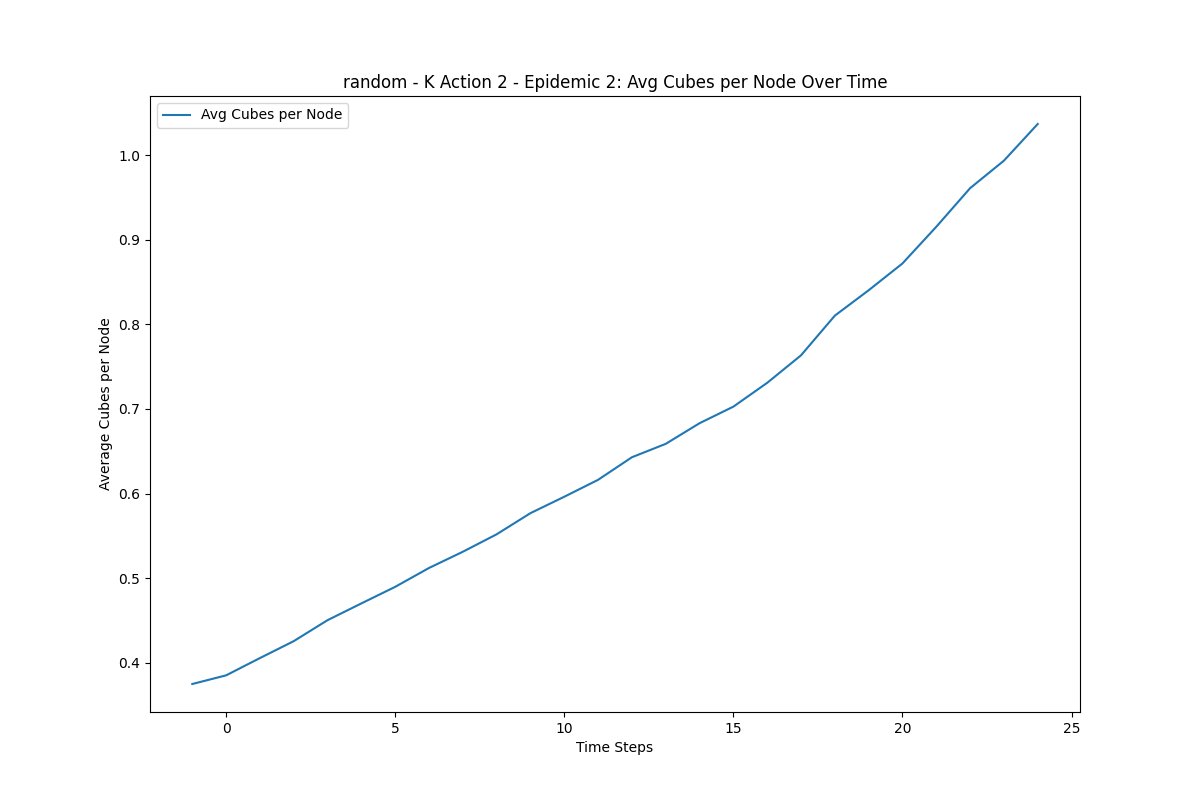 random - K Action 2 - Epidemic 2: Avg Cubes per Node Over Time
Avg Cubes per Node
Average Cubes per Node
1.0
0.9
0.8
0.7
0.6
0.5
0.4
0 5 10 15 20 25
Time Steps